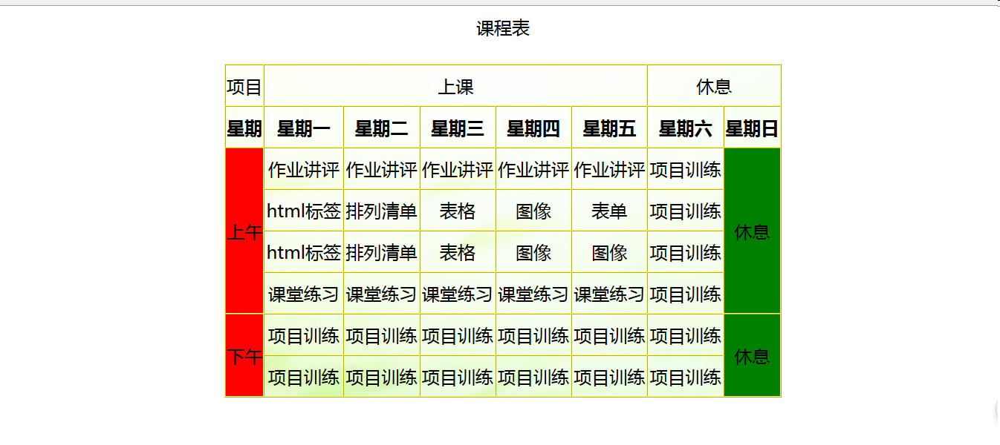 课程表
项目 上课 休息
星期 星期一 星期二 星期三 星期四 星期五 星期六 星期日
上午 作业讲评 作业讲评 作业讲评 作业讲评 作业讲评 项目训练 休息
html标签 排列清单 表格 图像 表单 项目训练
html标签 排列清单 表格 图像 图像 项目训练
课堂练习 课堂练习 课堂练习 课堂练习 课堂练习 项目训练
下午 项目训练 项目训练 项目训练 项目训练 项目训练 项目训练 休息
项目训练 项目训练 项目训练 项目训练 项目训练 项目训练